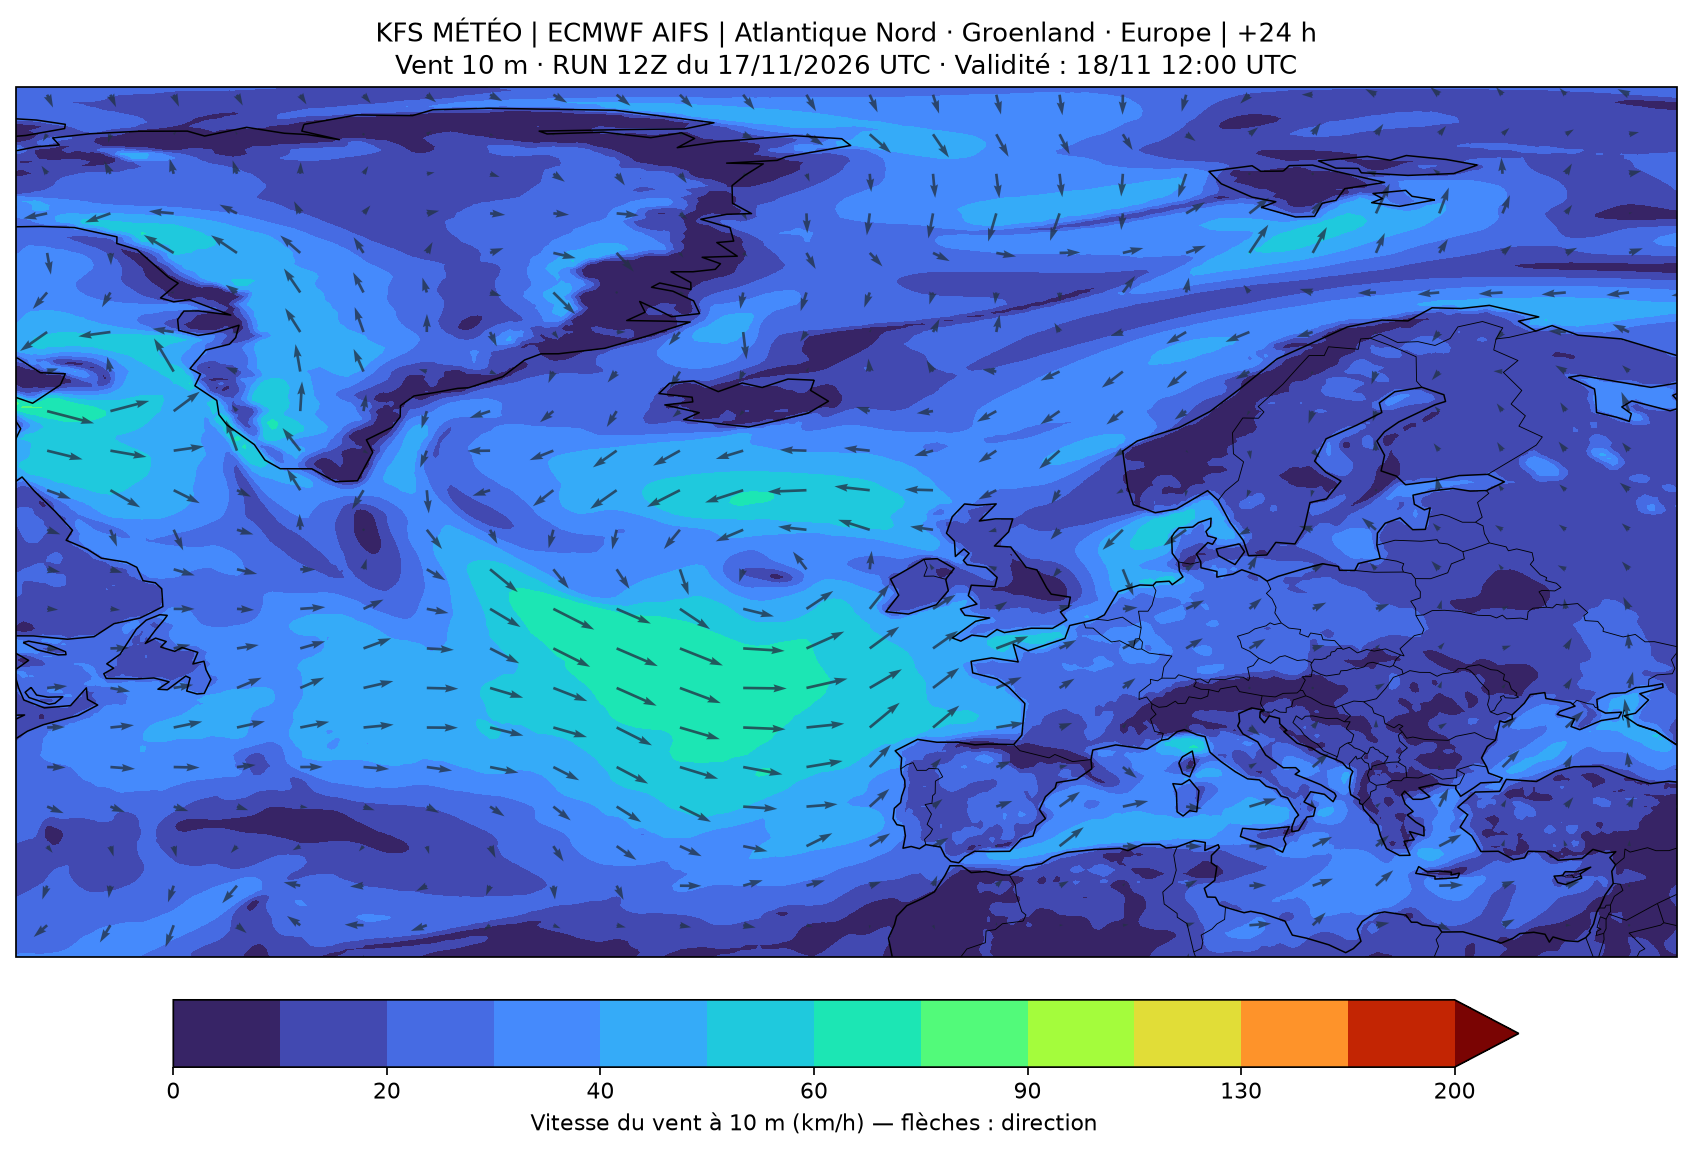 KFS MÉTÉO | ECMWF AIFS | Atlantique Nord · Groenland · Europe | +24 h
Vent 10 m · RUN 12Z du 17/11/2026 UTC · Validité : 18/11 12:00 UTC
0 20 40 60 90 130 200
Vitesse du vent à 10 m (km/h) — flèches : direction